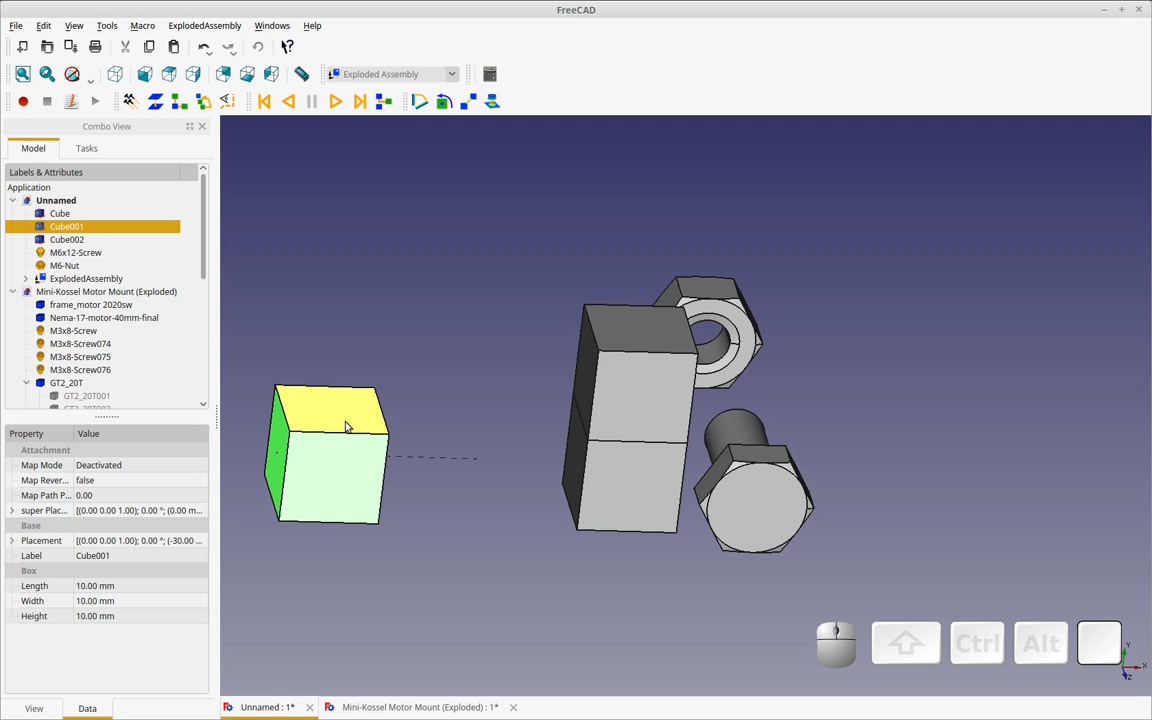 FreeCAD
File Edit View Tools Macro ExplodedAssembly Windows Help
Exploded Assembly
Combo View
Model Tasks
Labels & Attributes
Application
Unnamed
Cube
Cube001
Cube002
M6x12-Screw
M6-Nut
ExplodedAssembly
Mini-Kossel Motor Mount (Exploded)
frame_motor 2020sw
Nema-17-motor-40mm-final
M3x8-Screw
M3x8-Screw074
M3x8-Screw075
M3x8-Screw076
GT2_20T
GT2_20T001
Property Value
Attachment
Map Mode Deactivated
Map Rever... false
Map Path P... 0.00
super Plac... [(0.00 0.00 1.00); 0.00 °; (0.00 m...
Base
Placement [(0.00 0.00 1.00); 0.00 °; (-30.00 ...
Label Cube001
Box
Length 10.00 mm
Width 10.00 mm
Height 10.00 mm
Ctrl Alt
Y
X
Z
View Data
Unnamed : 1* Mini-Kossel Motor Mount (Exploded) : 1*